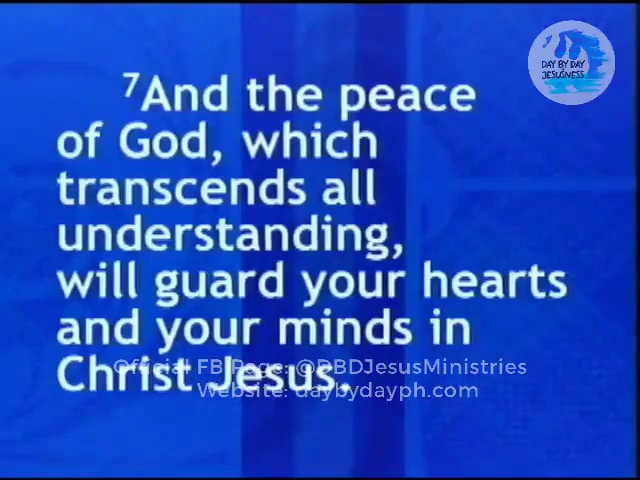 DAY BY DAY
JESUSNESS
⁷And the peace
of God, which
transcends all
understanding,
will guard your hearts
and your minds in
Christ Jesus.
Official FB Page: @DBDJesusMinistries
Website: daybydayph.com